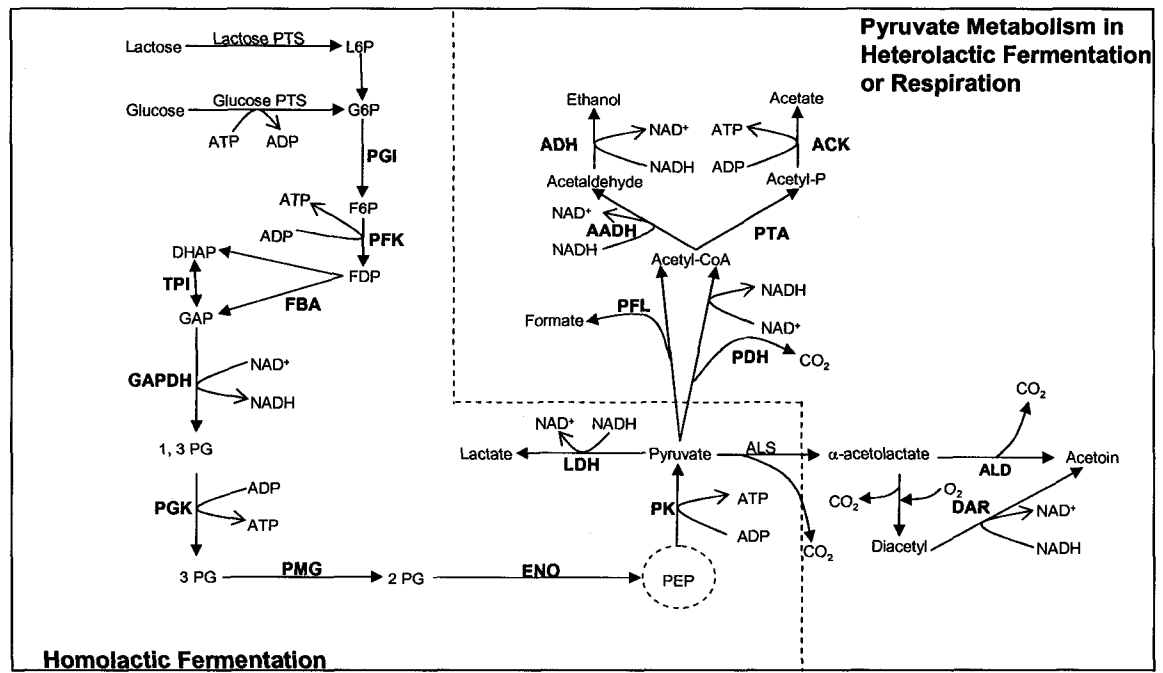 Pyruvate Metabolism in
Heterolactic Fermentation
or Respiration
Lactose
Lactose PTS
L6P
Glucose
Glucose PTS
G6P
ATP
ADP
PGI
F6P
ATP
ADP
PFK
DHAP
FDP
TPI
FBA
GAP
NAD+
GAPDH
NADH
1, 3 PG
ADP
PGK
ATP
3 PG
PMG
2 PG
ENO
PEP
Ethanol
Acetate
NAD+
ATP
ADH
ACK
NADH
ADP
Acetaldehyde
Acetyl-P
NAD+
AADH
PTA
NADH
Acetyl-CoA
NADH
PFL
Formate
NAD+
PDH
CO2
NAD+
NADH
Lactate
LDH
Pyruvate
ALS
α-acetolactate
CO2
ALD
Acetoin
PK
ATP
ADP
CO2
CO2
O2
DAR
NAD+
Diacetyl
NADH
Homolactic Fermentation